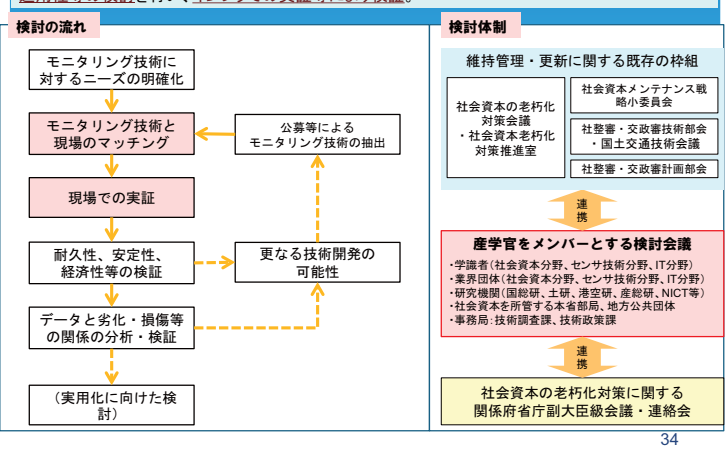 検討の流れ
モニタリング技術に
対するニーズの明確化
モニタリング技術と
現場のマッチング
公募等による
モニタリング技術の抽出
現場での実証
耐久性、安定性、
経済性等の検証
更なる技術開発の
可能性
データと劣化・損傷等
の関係の分析・検証
(実用化に向けた検
討)
検討体制
維持管理・更新に関する既存の枠組
社会資本の老朽化
対策会議
・社会資本老朽化
対策推進室
社会資本メンテナンス戦
略小委員会
社整審・交政審技術部会
・国土交通技術会議
社整審・交政審計画部会
連
携
産学官をメンバーとする検討会議
・学識者(社会資本分野、センサ技術分野、IT分野)
・業界団体(社会資本分野、センサ技術分野、IT分野)
・研究機関(国総研、土研、港空研、産総研、NICT等)
・社会資本を所管する本省部局、地方公共団体
・事務局:技術調査課、技術政策課
連
携
社会資本の老朽化対策に関する
関係府省庁副大臣級会議・連絡会
34